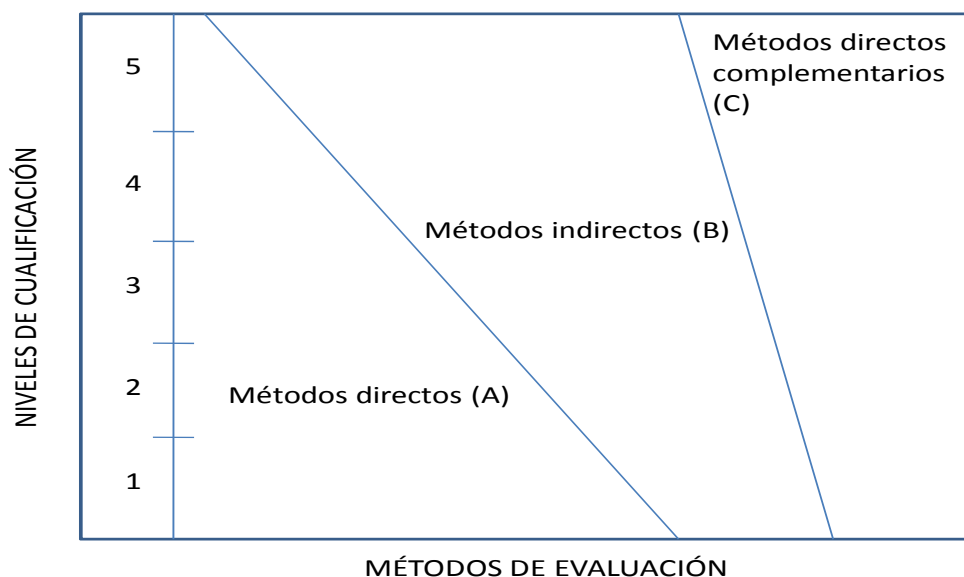 NIVELES DE CUALIFICACIÓN
5
4
3
2
1
Métodos directos
complementarios
(C)
Métodos indirectos (B)
Métodos directos (A)
MÉTODOS DE EVALUACIÓN